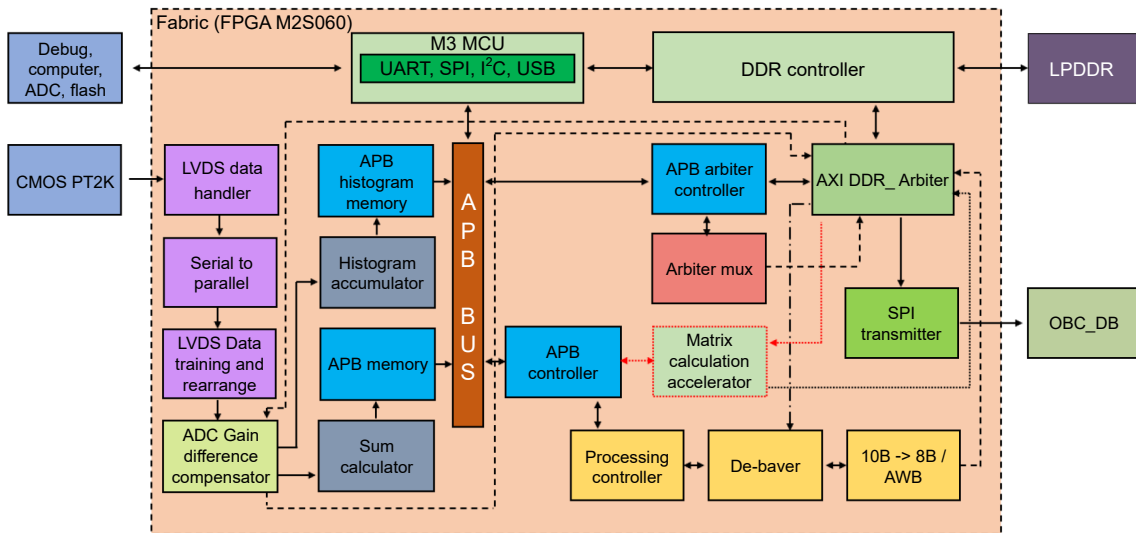 Fabric (FPGA M2S060)
Debug,
computer,
ADC, flash
M3 MCU
UART, SPI, I²C, USB
DDR controller
LPDDR
CMOS PT2K
LVDS data
handler
APB
histogram
memory
A
P
B
B
U
S
APB arbiter
controller
AXI DDR_ Arbiter
Serial to
parallel
Histogram
accumulator
Arbiter mux
LVDS Data
training and
rearrange
APB memory
APB
controller
Matrix
calculation
accelerator
SPI
transmitter
OBC_DB
ADC Gain
difference
compensator
Sum
calculator
Processing
controller
De-baver
10B -> 8B /
AWB